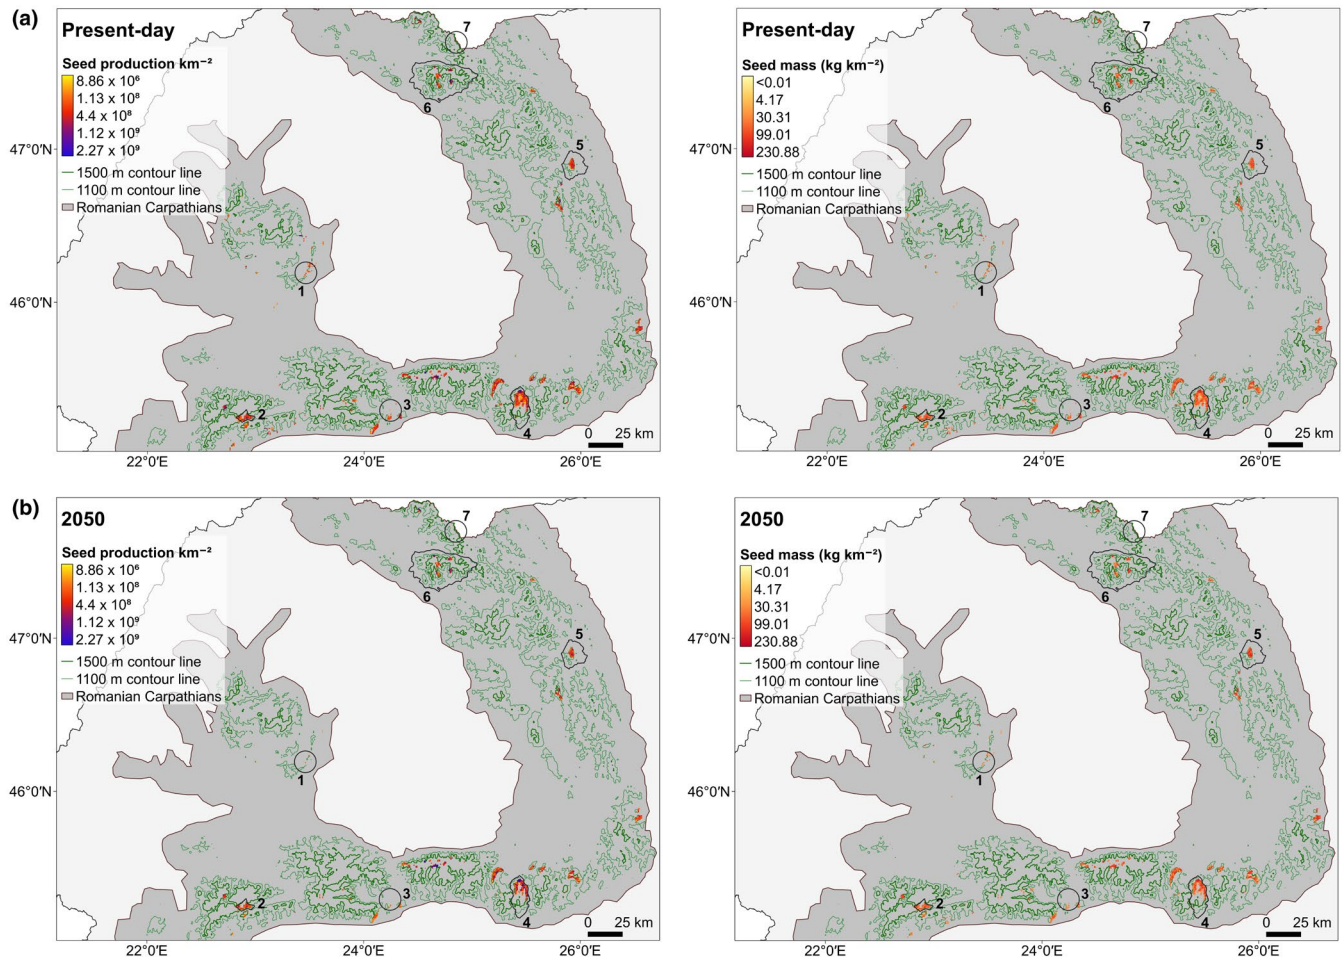 (a)
Present-day
Seed production km⁻²
8.86 x 10⁶
1.13 x 10⁸
4.4 x 10⁸
1.12 x 10⁹
2.27 x 10⁹
1500 m contour line
1100 m contour line
Romanian Carpathians
7
6
5
1
2
3
4
0 25 km
47°0′N
46°0′N
22°0′E
24°0′E
26°0′E
Present-day
Seed mass (kg km⁻²)
<0.01
4.17
30.31
99.01
230.88
1500 m contour line
1100 m contour line
Romanian Carpathians
7
6
5
1
2
3
4
0 25 km
47°0′N
46°0′N
22°0′E
24°0′E
26°0′E
(b)
2050
Seed production km⁻²
8.86 x 10⁶
1.13 x 10⁸
4.4 x 10⁸
1.12 x 10⁹
2.27 x 10⁹
1500 m contour line
1100 m contour line
Romanian Carpathians
7
6
5
1
2
3
4
0 25 km
47°0′N
46°0′N
22°0′E
24°0′E
26°0′E
2050
Seed mass (kg km⁻²)
<0.01
4.17
30.31
99.01
230.88
1500 m contour line
1100 m contour line
Romanian Carpathians
7
6
5
1
2
3
4
0 25 km
47°0′N
46°0′N
22°0′E
24°0′E
26°0′E